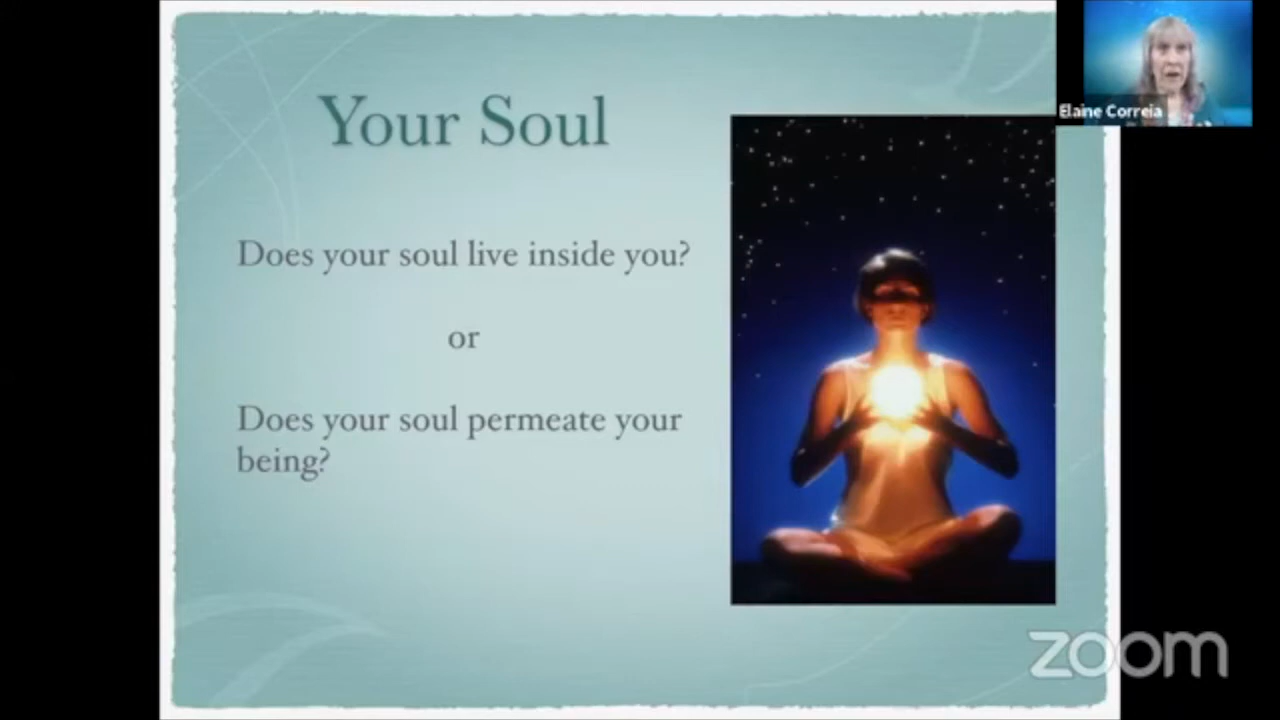 Your Soul
Elaine Correia
Does your soul live inside you?
or
Does your soul permeate your
being?
zoom